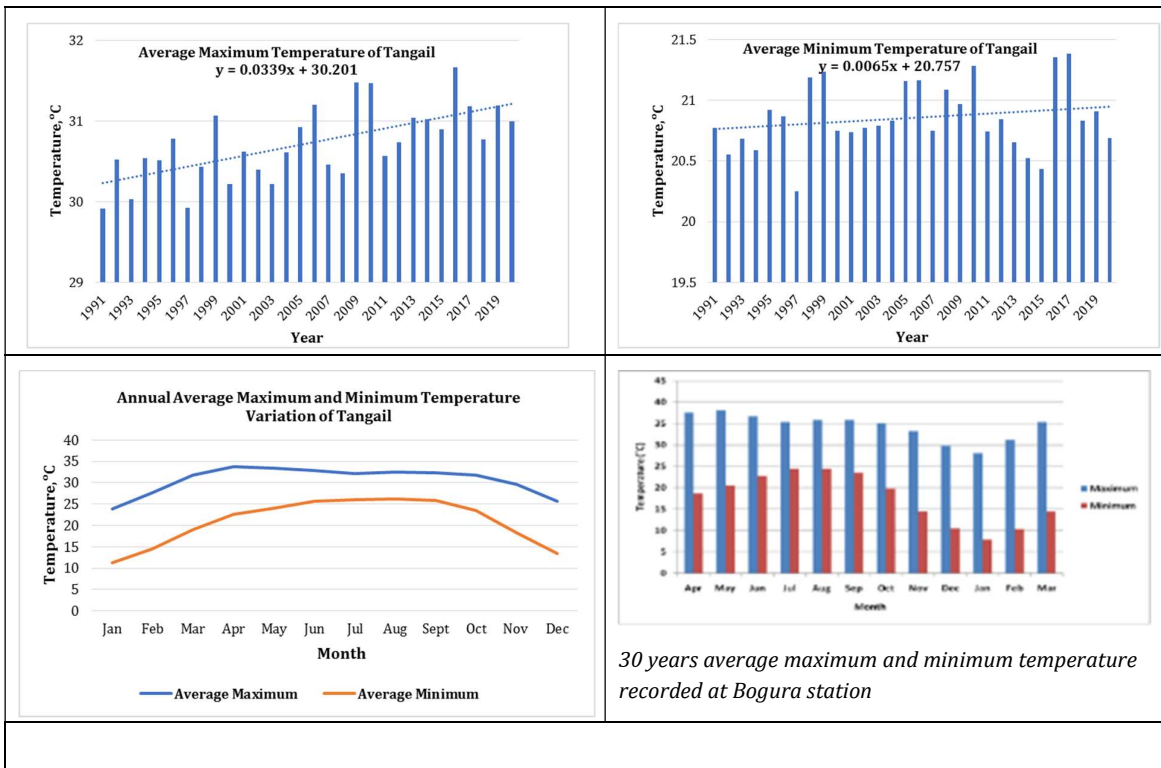 Average Maximum Temperature of Tangail
y = 0.0339x + 30.201
32
31
30
29
Temperature, °C
1991
1993
1995
1997
1999
2001
2003
2005
2007
2009
2011
2013
2015
2017
2019
Year
Average Minimum Temperature of Tangail
y = 0.0065x + 20.757
21.5
21
20.5
20
19.5
Temperature, °C
1991
1993
1995
1997
1999
2001
2003
2005
2007
2009
2011
2013
2015
2017
2019
Year
Annual Average Maximum and Minimum Temperature
Variation of Tangail
40
35
30
25
20
15
10
5
0
Temperature, °C
Jan Feb Mar Apr May Jun Jul Aug Sept Oct Nov Dec
Month
Average Maximum Average Minimum
45
40
35
30
25
20
15
10
5
0
Temperature(°C)
Apr May Jun Jul Aug Sep Oct Nov Dec Jan Feb Mar
Month
Maximum
Minimum
30 years average maximum and minimum temperature
recorded at Bogura station